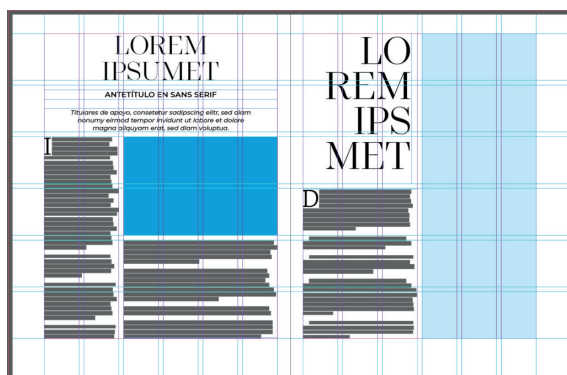 LOREM
IPSUMET
ANTETÍTULO EN SANS SERIF
Titulares de apoyo, consetetur sadipscing elitr, sed diam
nonumy eirmod tempor invidunt ut labore et dolore
magna aliquyam erat, sed diam voluptua.
I
LO
REM
IPS
MET
D